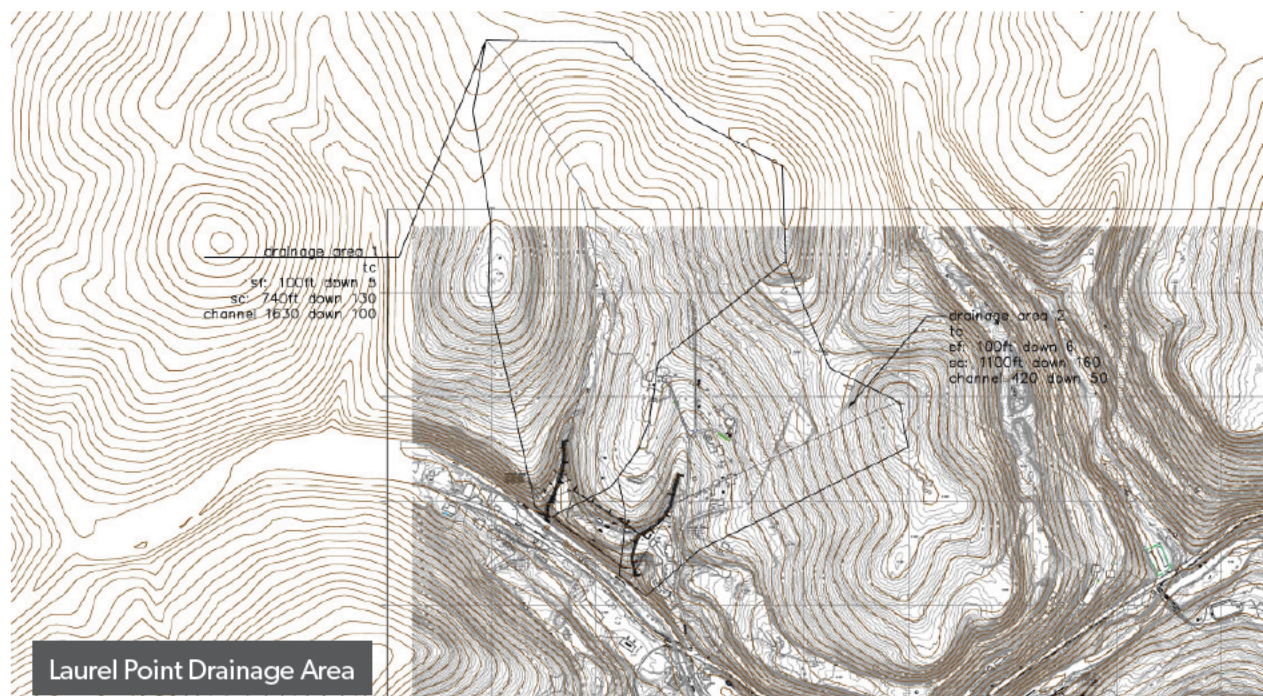 drainage area 1
tc
sf: 100ft down 5
sc: 740ft down 130
channel 1630 down 100
drainage area 2
tc
sf: 100ft down 6
sc: 1100ft down 160
channel 420 down 50
Laurel Point Drainage Area